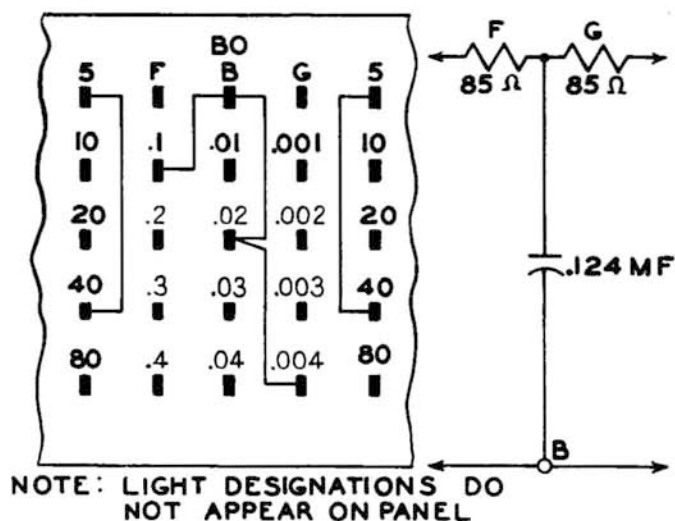 BO
5 F B G 5
10 .1 .01 .001 10
20 .2 .02 .002 20
40 .3 .03 .003 40
80 .4 .04 .004 80
F G
85 Ω 85 Ω
.124 MF
B
NOTE: LIGHT DESIGNATIONS DO
NOT APPEAR ON PANEL